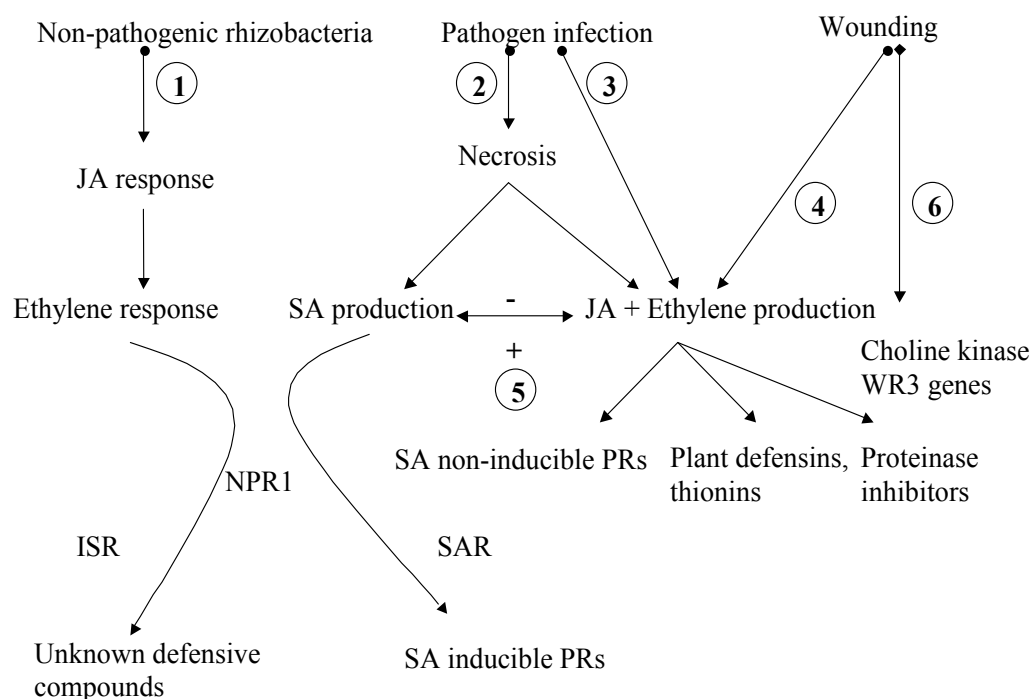 Non-pathogenic rhizobacteria
Pathogen infection
Wounding
1
2
3
Necrosis
JA response
4
6
Ethylene response
SA production
-
JA + Ethylene production
+
5
Choline kinase
WR3 genes
SA non-inducible PRs
Plant defensins,
thionins
Proteinase
inhibitors
NPR1
ISR
SAR
Unknown defensive
compounds
SA inducible PRs